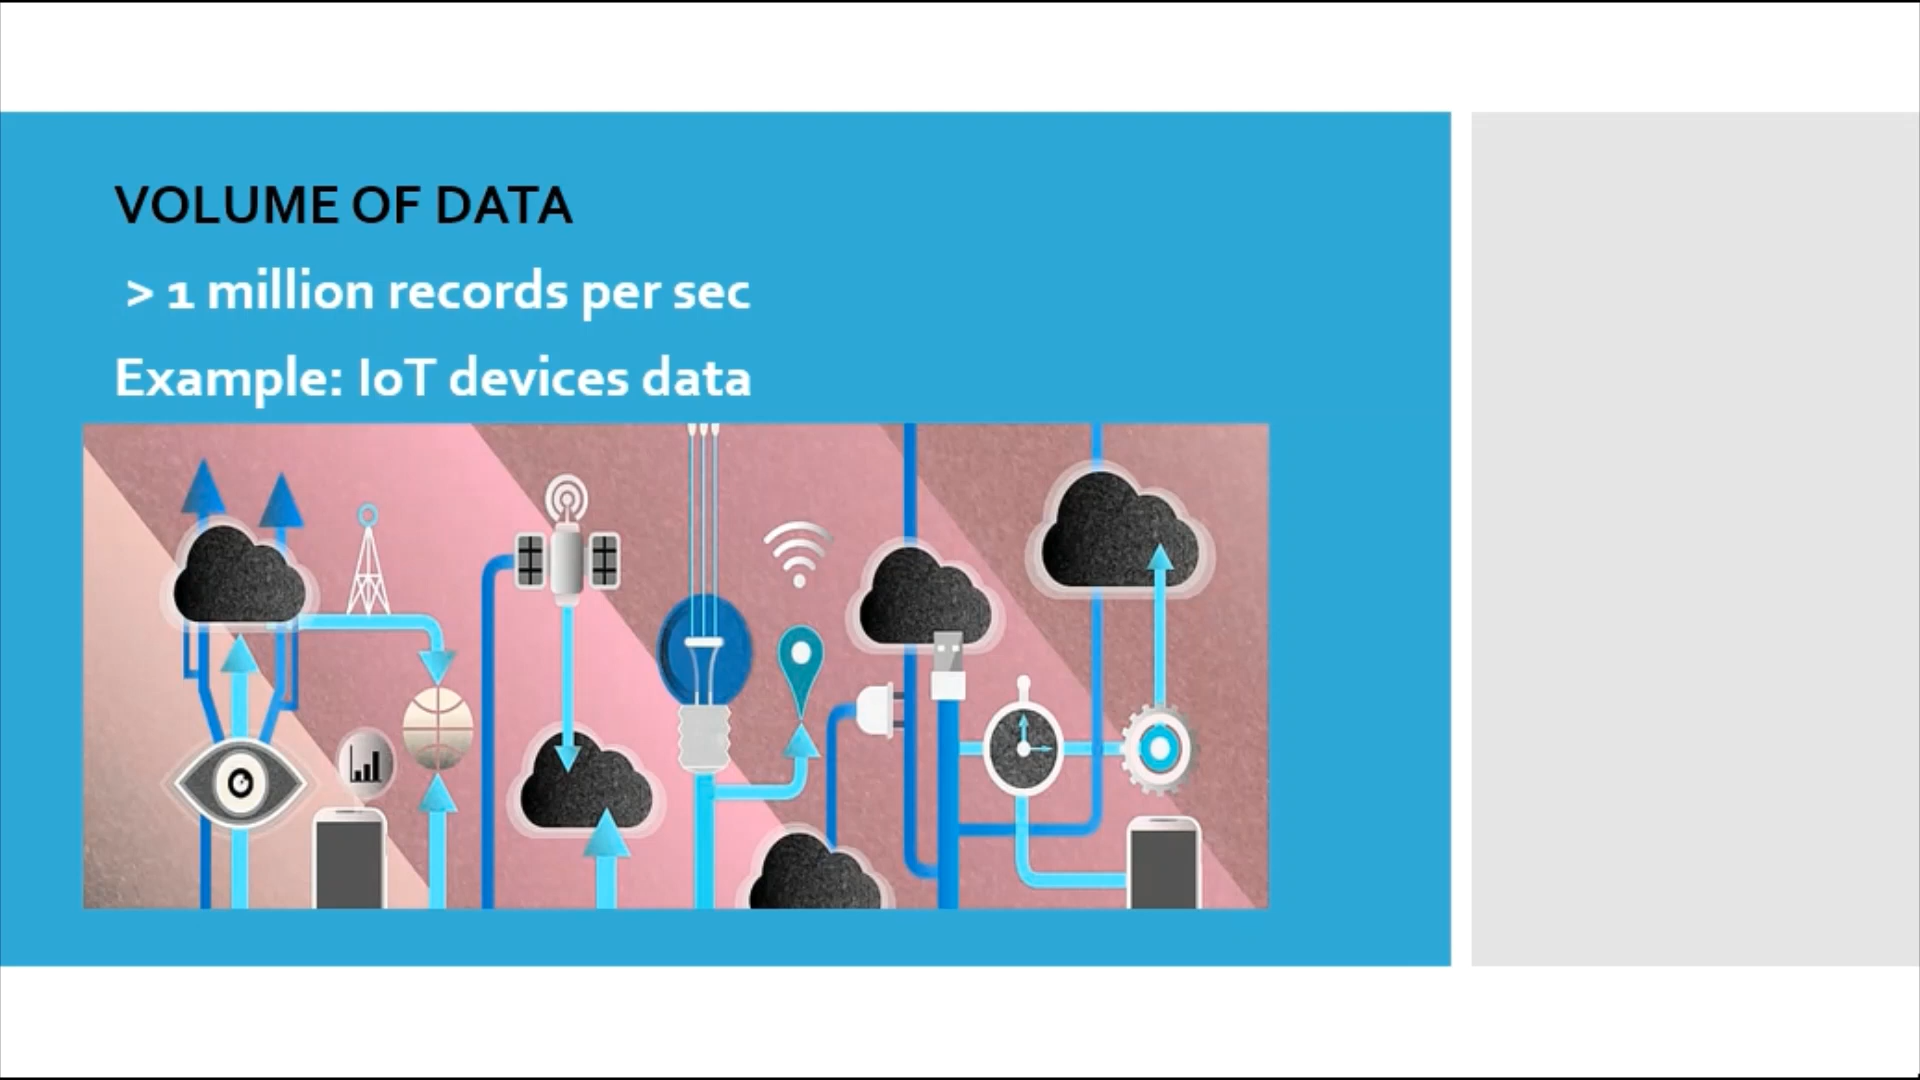 VOLUME OF DATA
> 1 million records per sec
Example: IoT devices data